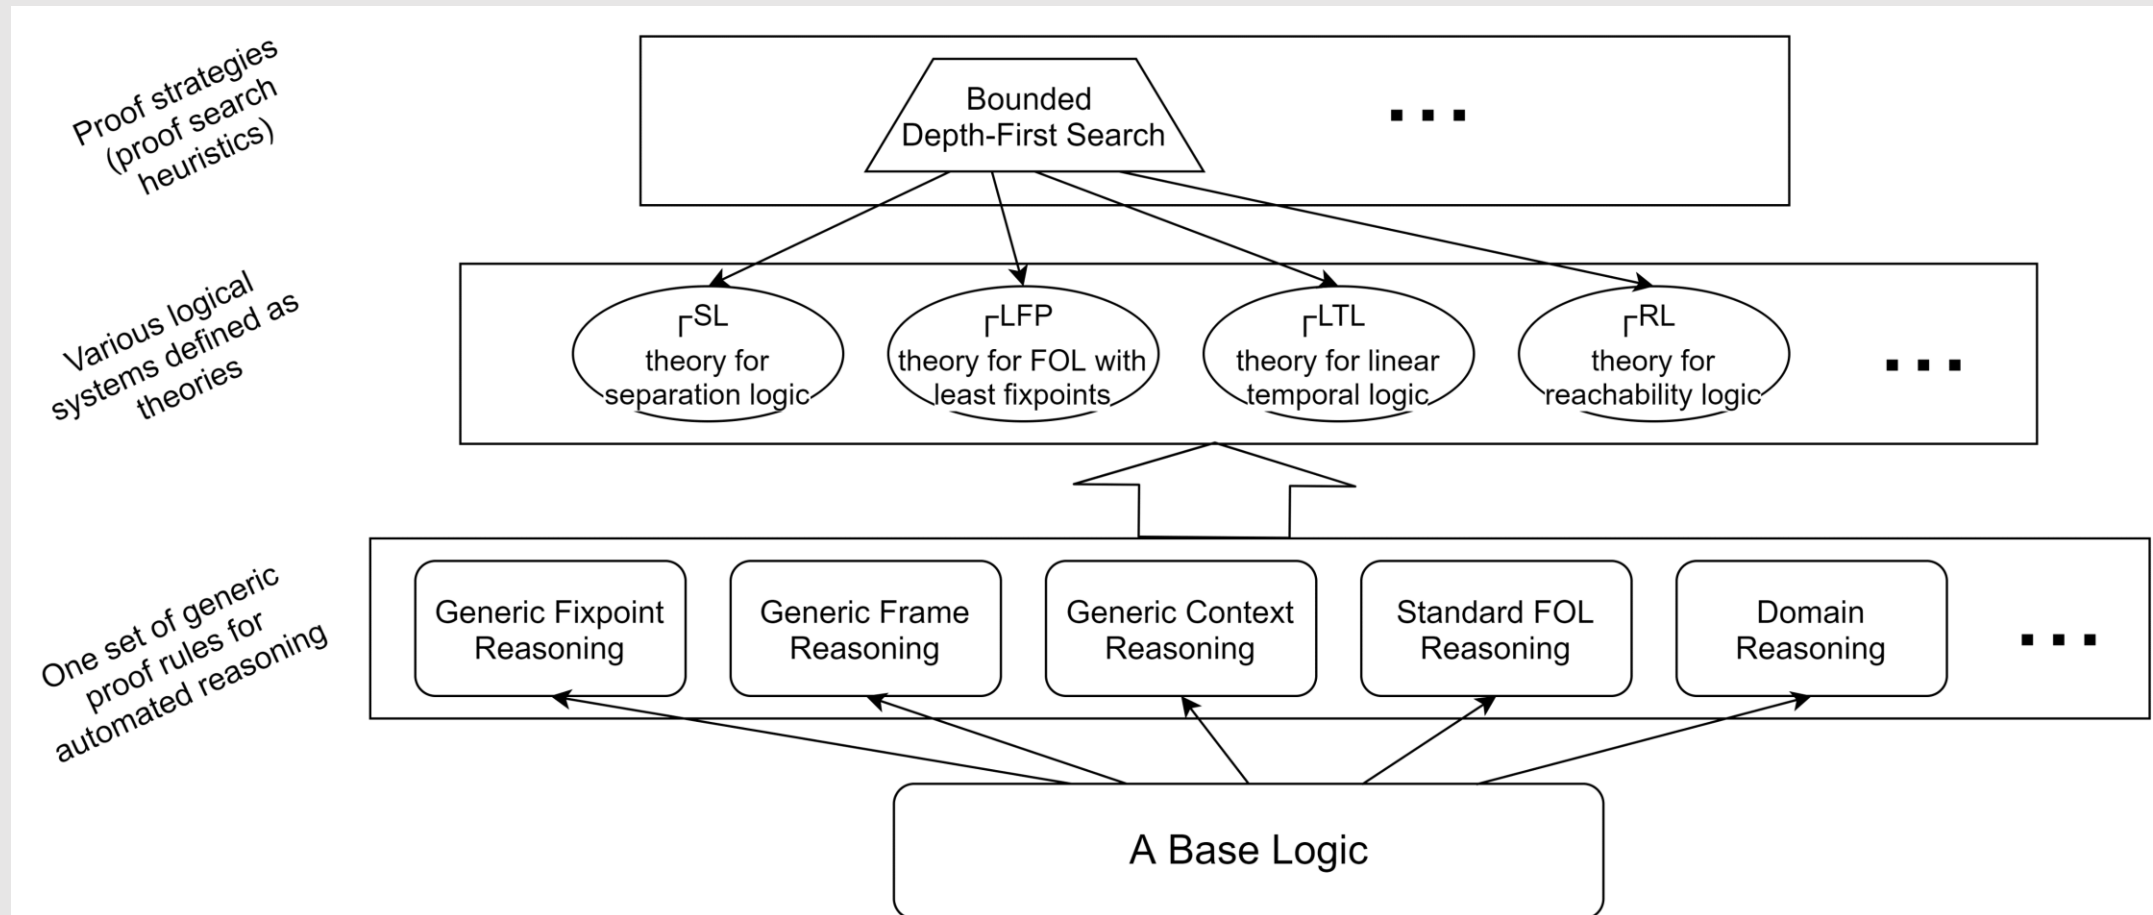 Proof strategies
(proof search
heuristics)
Bounded
Depth-First Search
...
Various logical
systems defined as
theories
┌SL
theory for
separation logic
┌LFP
theory for FOL with
least fixpoints
┌LTL
theory for linear
temporal logic
┌RL
theory for
reachability logic
...
One set of generic
proof rules for
automated reasoning
Generic Fixpoint
Reasoning
Generic Frame
Reasoning
Generic Context
Reasoning
Standard FOL
Reasoning
Domain
Reasoning
...
A Base Logic